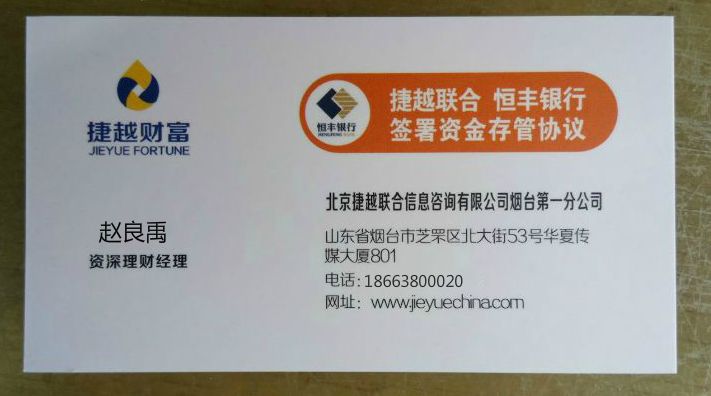 捷越财富
JIEYUE FORTUNE
恒丰银行
HENGFENG BANK
捷越联合 恒丰银行
签署资金存管协议
赵良禹
资深理财经理
北京捷越联合信息咨询有限公司烟台第一分公司
山东省烟台市芝罘区北大街53号华夏传
媒大厦801
电话:18663800020
网址:www.jieyuechina.com